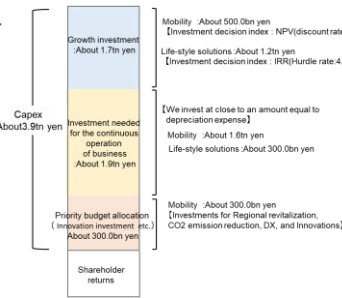 Capex
About3.9tn yen
Growth investment
:About 1.7tn yen
Investment needed
for the continuous
operation
of business
:About 1.9tn yen
Priority budget allocation
( Innovation investment etc.)
About 300.0bn yen
Shareholder
returns
Mobility :About 500.0bn yen
【Investment decision index : NPV(discount rate
Life-style solutions :About 1.2tn yen
【Investment decision index : IRR(Hurdle rate:4.
【We invest at close to an amount equal to
depreciation expense】
Mobility :About 1.6tn yen
Life-style solutions :About 300.0bn yen
Mobility :About 300.0bn yen
【Investments for Regional revitalization,
CO2 emission reduction, DX, and Innovations】